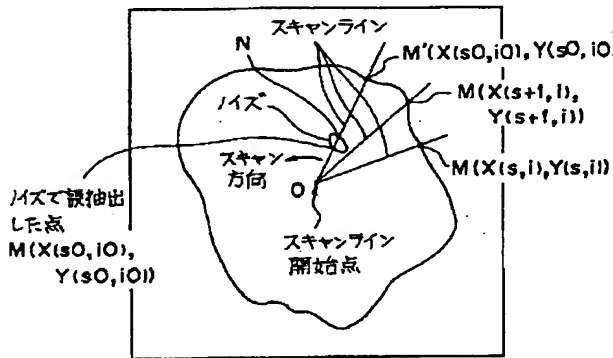 スキャンライン
N
M'(X(s0,i0),Y(s0,i0)
ノイズ
M(X(s+1,i),
Y(s+1,i))
スキャン
方向
O
M(X(s,i),Y(s,i))
ノイズで誤抽出
した点
M(X(s0,i0),
Y(s0,i0))
スキャンライン
開始点